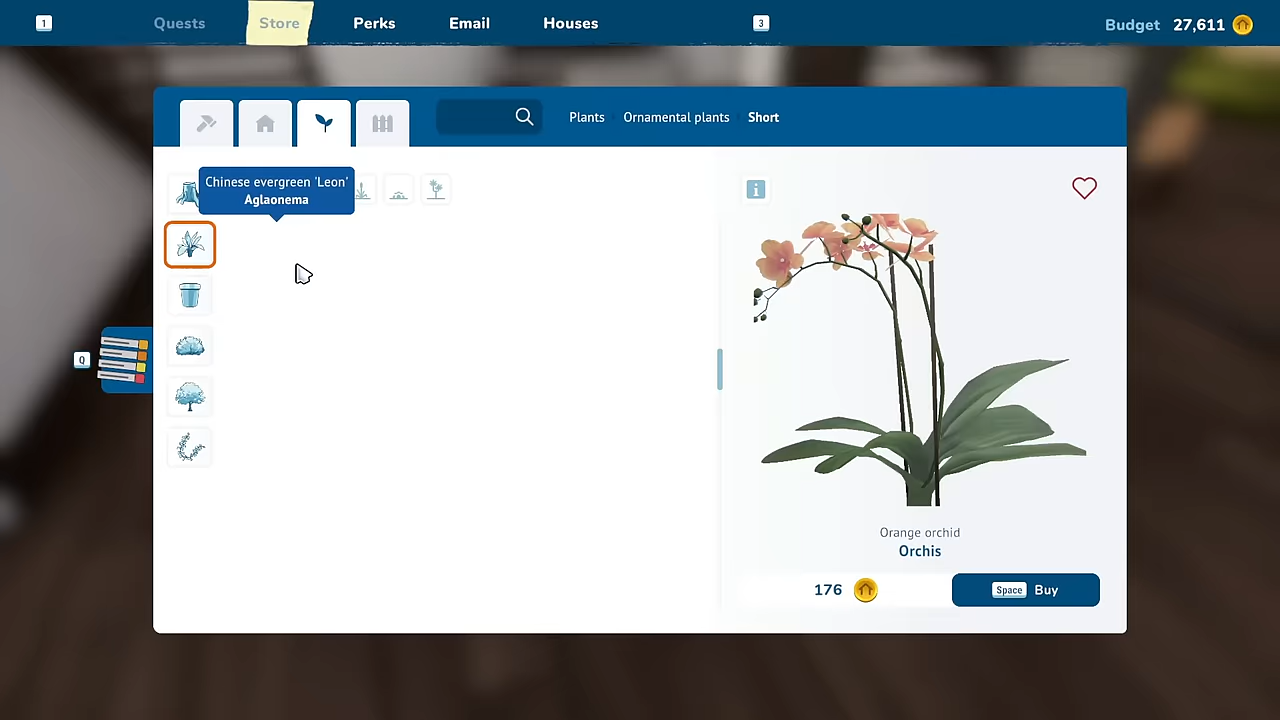 1
Quests
Store
Perks
Email
Houses
3
Budget 27,611
Plants
Ornamental plants
Short
Chinese evergreen 'Leon'
Aglaonema
i
Q
Orange orchid
Orchis
176
Space Buy